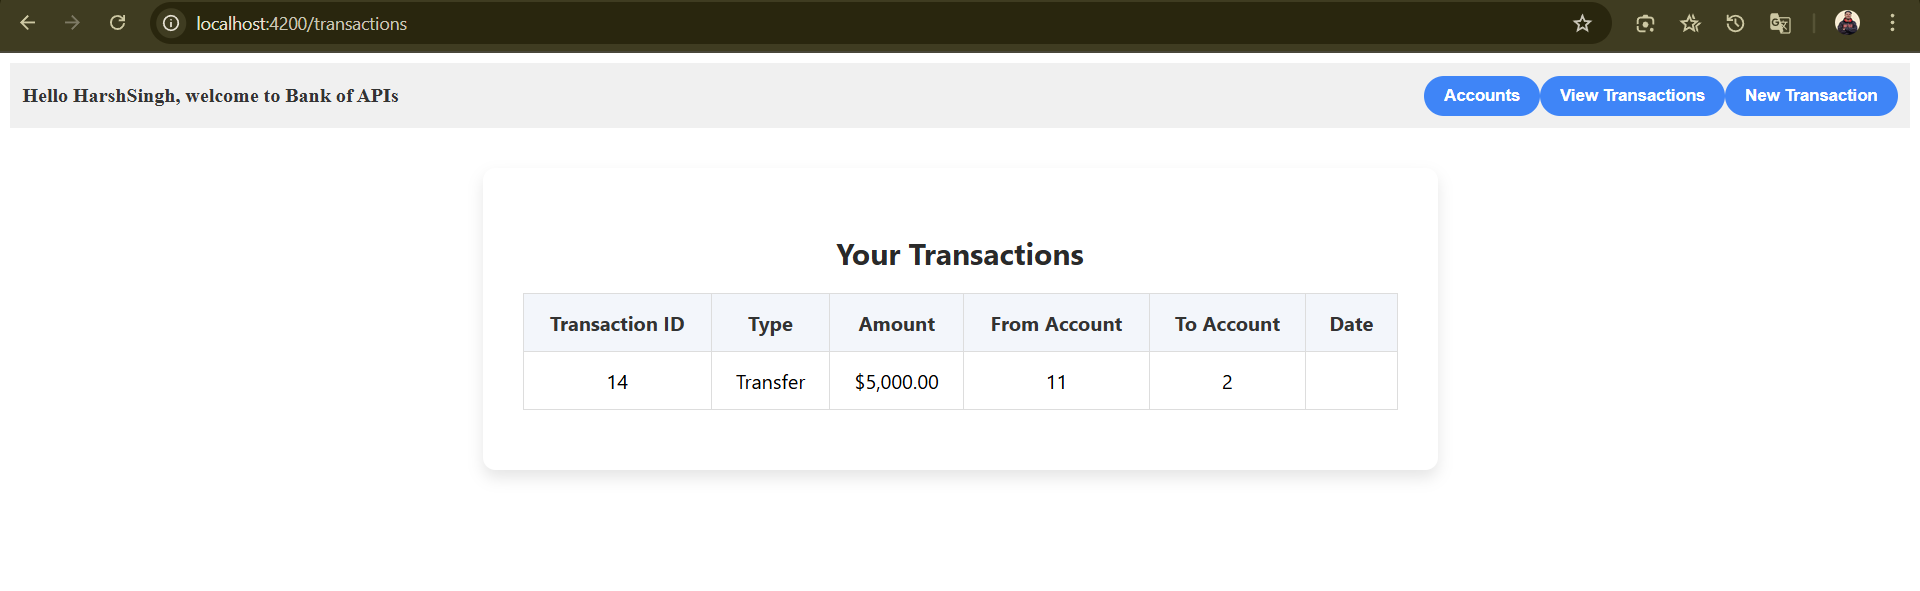 localhost:4200/transactions
Hello HarshSingh, welcome to Bank of APIs
Accounts View Transactions New Transaction
Your Transactions
Transaction ID Type Amount From Account To Account Date
14 Transfer $5,000.00 11 2